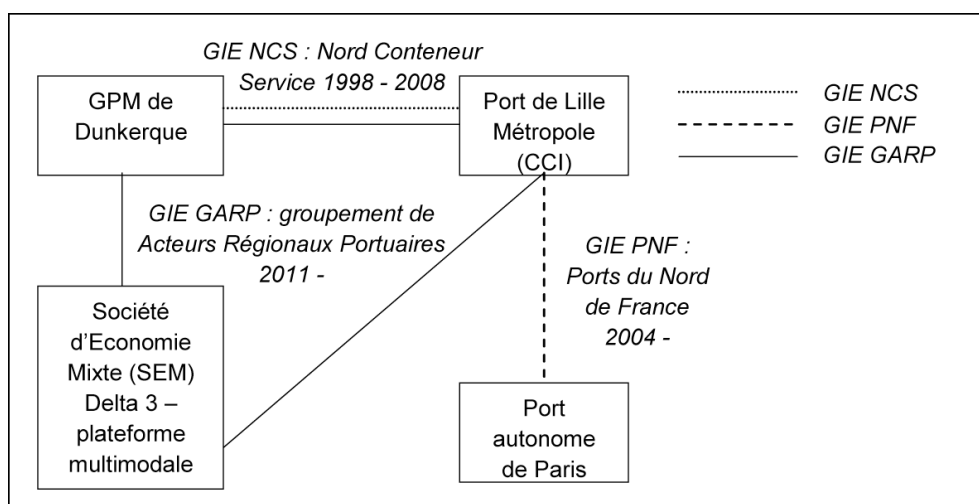 GIE NCS : Nord Conteneur
Service 1998 - 2008
GPM de
Dunkerque
Port de Lille
Métropole
(CCI)
GIE NCS
GIE PNF
GIE GARP
GIE GARP : groupement de
Acteurs Régionaux Portuaires
2011 -
GIE PNF :
Ports du Nord
de France
2004 -
Société
d'Economie
Mixte (SEM)
Delta 3 –
plateforme
multimodale
Port
autonome
de Paris